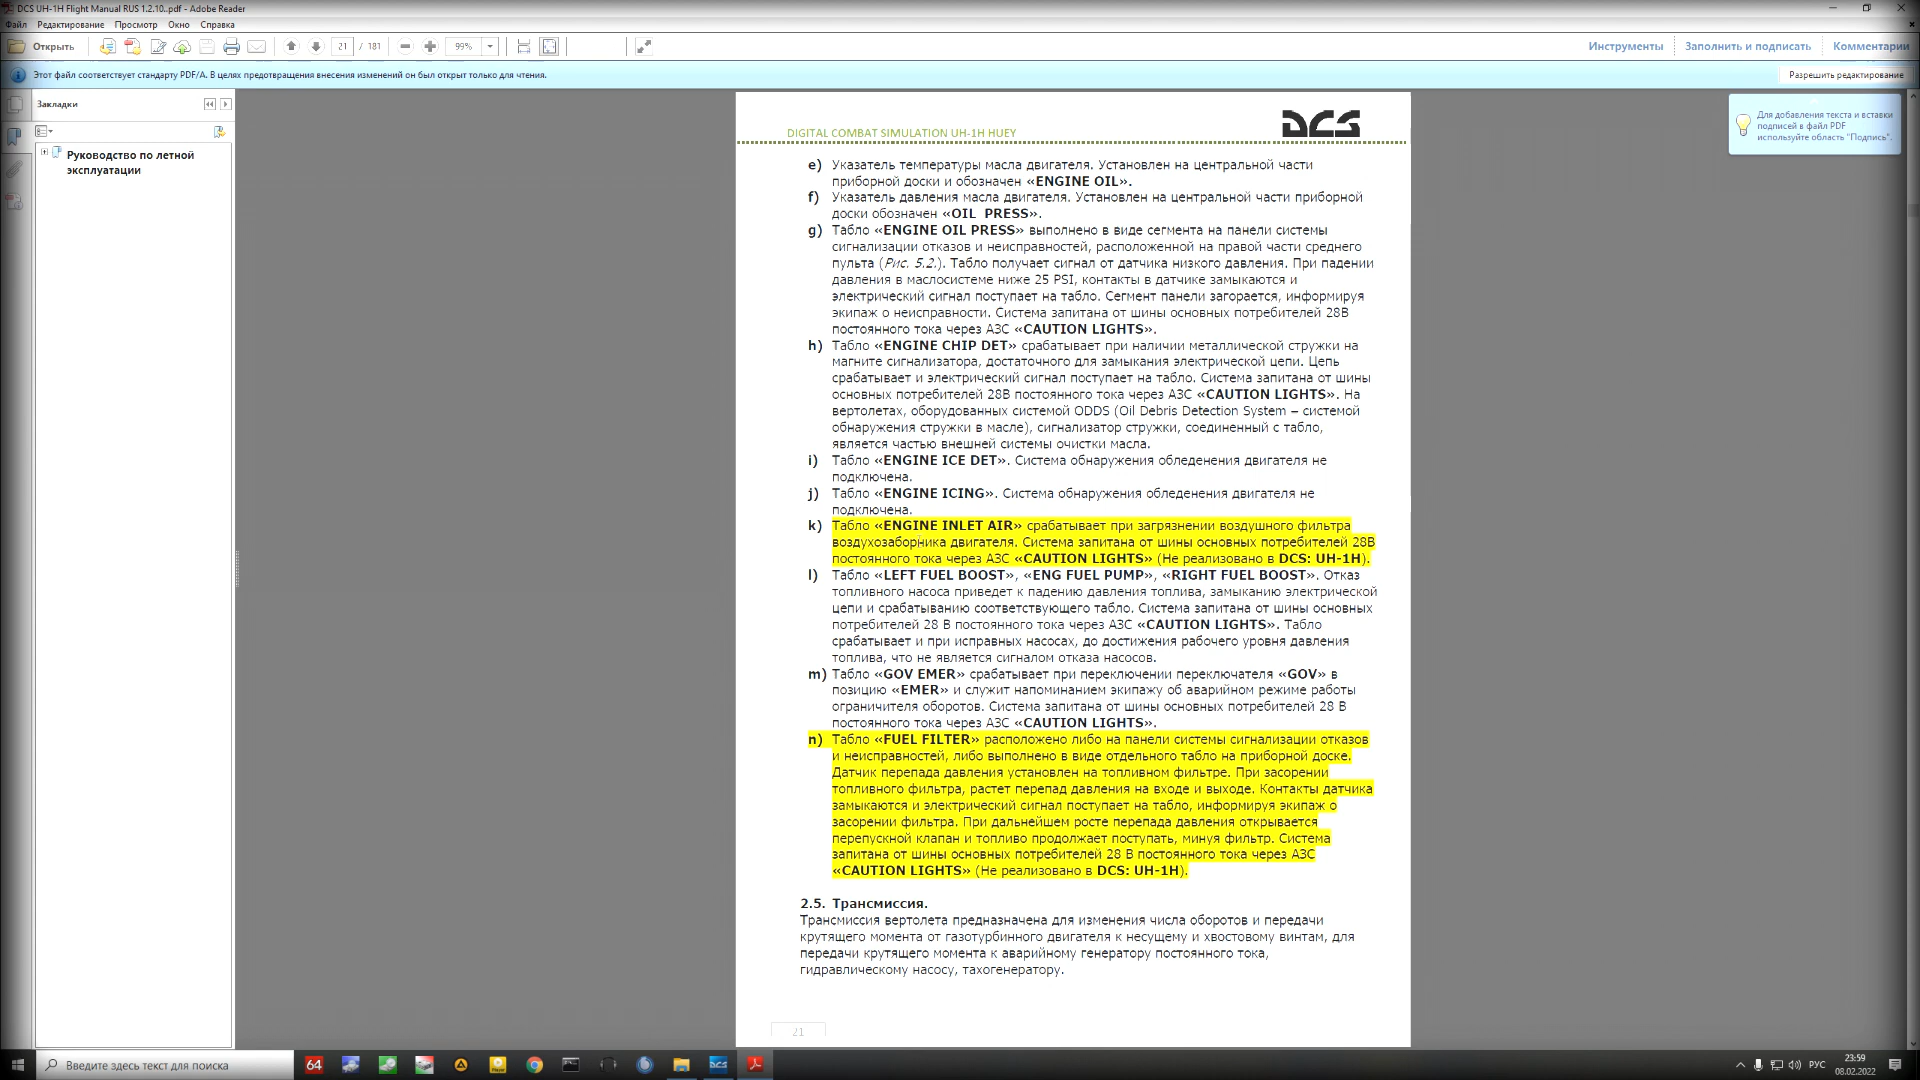 DCS UH-1H Flight Manual RUS 1.2.10..pdf - Adobe Reader
Файл Редактирование Просмотр Окно Справка
Открыть 21 / 181 99% Инструменты Заполнить и подписать Комментарии
Этот файл соответствует стандарту PDF/A. В целях предотвращения внесения изменений он был открыт только для чтения. Разрешить редактирование
Закладки
Руководство по летной
эксплуатации
Для добавления текста и вставки
подписей в файл PDF
используйте область "Подпись".
DIGITAL COMBAT SIMULATION UH-1H HUEY DCS
e) Указатель температуры масла двигателя. Установлен на центральной части
приборной доски и обозначен «ENGINE OIL».
f) Указатель давления масла двигателя. Установлен на центральной части приборной
доски обозначен «OIL PRESS».
g) Табло «ENGINE OIL PRESS» выполнено в виде сегмента на панели системы
сигнализации отказов и неисправностей, расположенной на правой части среднего
пульта (Рис. 5.2.). Табло получает сигнал от датчика низкого давления. При падении
давления в маслосистеме ниже 25 PSI, контакты в датчике замыкаются и
электрический сигнал поступает на табло. Сегмент панели загорается, информируя
экипаж о неисправности. Система запитана от шины основных потребителей 28В
постоянного тока через АЗС «CAUTION LIGHTS».
h) Табло «ENGINE CHIP DET» срабатывает при наличии металлической стружки на
магните сигнализатора, достаточного для замыкания электрической цепи. Цепь
срабатывает и электрический сигнал поступает на табло. Система запитана от шины
основных потребителей 28В постоянного тока через АЗС «CAUTION LIGHTS». На
вертолетах, оборудованных системой ODDS (Oil Debris Detection System – системой
обнаружения стружки в масле), сигнализатор стружки, соединенный с табло,
является частью внешней системы очистки масла.
i) Табло «ENGINE ICE DET». Система обнаружения обледенения двигателя не
подключена.
j) Табло «ENGINE ICING». Система обнаружения обледенения двигателя не
подключена.
k) Табло «ENGINE INLET AIR» срабатывает при загрязнении воздушного фильтра
воздухозаборника двигателя. Система запитана от шины основных потребителей 28В
постоянного тока через АЗС «CAUTION LIGHTS» (Не реализовано в DCS: UH-1H).
l) Табло «LEFT FUEL BOOST», «ENG FUEL PUMP», «RIGHT FUEL BOOST». Отказ
топливного насоса приведет к падению давления топлива, замыканию электрической
цепи и срабатыванию соответствующего табло. Система запитана от шины основных
потребителей 28 В постоянного тока через АЗС «CAUTION LIGHTS». Табло
срабатывает и при исправных насосах, до достижения рабочего уровня давления
топлива, что не является сигналом отказа насосов.
m) Табло «GOV EMER» срабатывает при переключении переключателя «GOV» в
позицию «EMER» и служит напоминанием экипажу об аварийном режиме работы
ограничителя оборотов. Система запитана от шины основных потребителей 28 В
постоянного тока через АЗС «CAUTION LIGHTS».
n) Табло «FUEL FILTER» расположено либо на панели системы сигнализации отказов
и неисправностей, либо выполнено в виде отдельного табло на приборной доске.
Датчик перепада давления установлен на топливном фильтре. При засорении
топливного фильтра, растет перепад давления на входе и выходе. Контакты датчика
замыкаются и электрический сигнал поступает на табло, информируя экипаж о
засорении фильтра. При дальнейшем росте перепада давления открывается
перепускной клапан и топливо продолжает поступать, минуя фильтр. Система
запитана от шины основных потребителей 28 В постоянного тока через АЗС
«CAUTION LIGHTS» (Не реализовано в DCS: UH-1H).
2.5. Трансмиссия.
Трансмиссия вертолета предназначена для изменения числа оборотов и передачи
крутящего момента от газотурбинного двигателя к несущему и хвостовому винтам, для
передачи крутящего момента к аварийному генератору постоянного тока,
гидравлическому насосу, тахогенератору.
21
Введите здесь текст для поиска 64 DCS РУС 23:59
08.02.2022